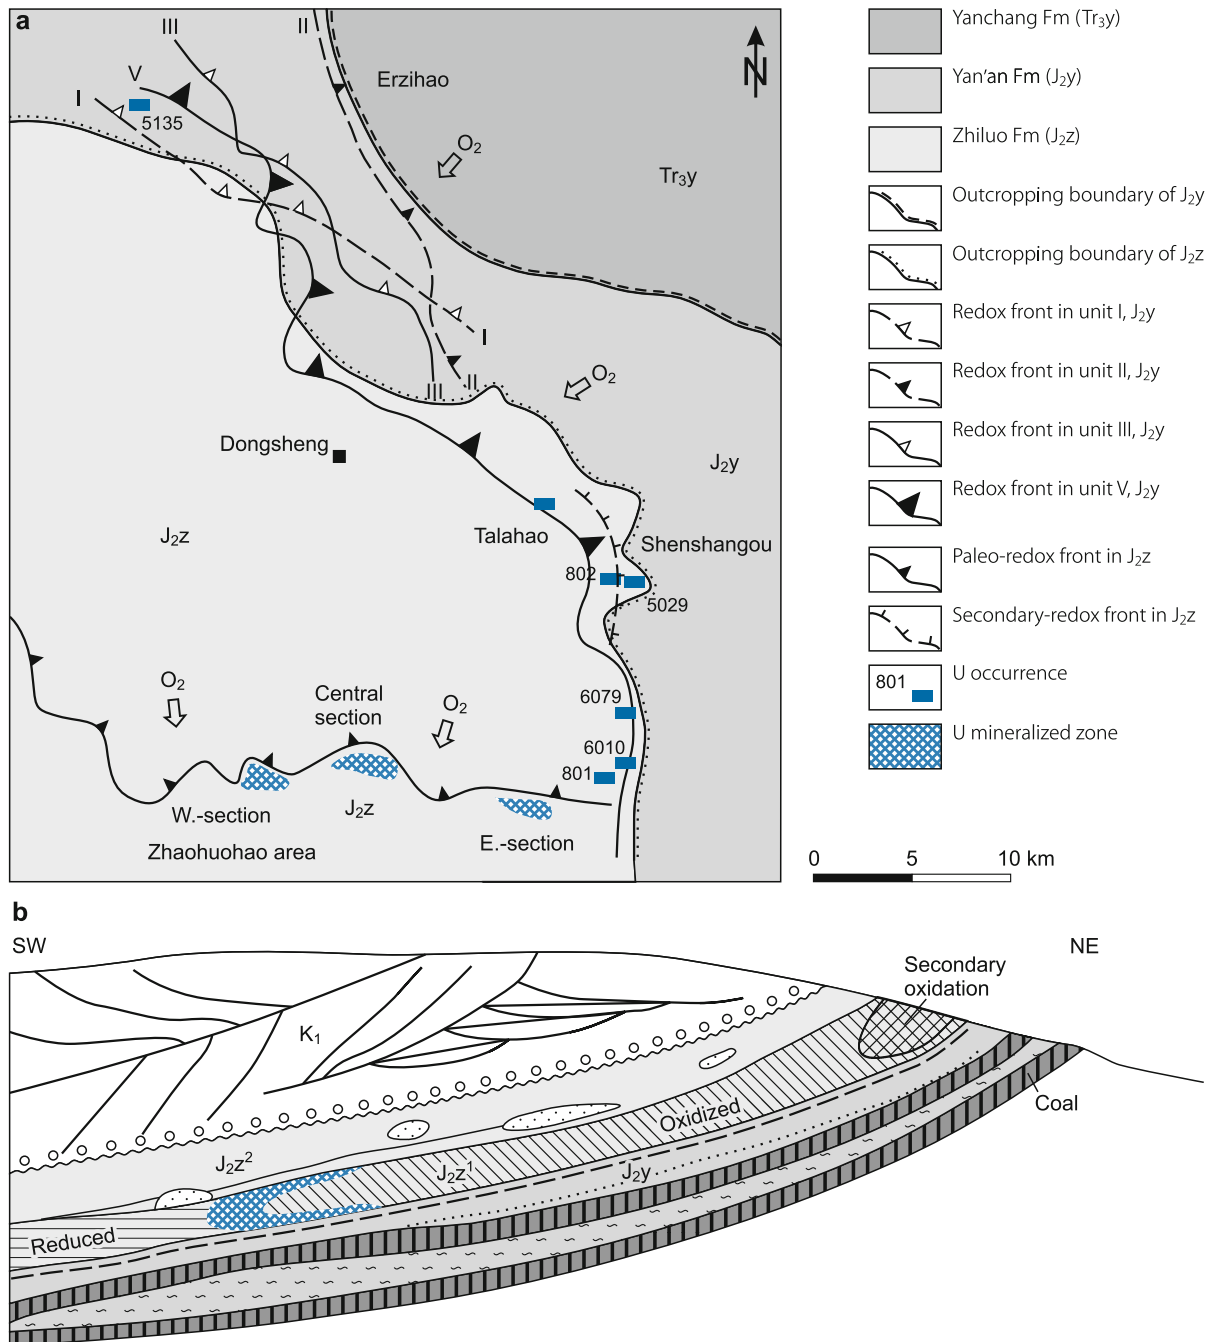 a
III
II
N
Erzihao
V
I
5135
O₂
Tr₃y
I
O₂
III
II
Dongsheng
J₂y
J₂z
Talahao
Shenshangou
802
5029
O₂
Central
section
O₂
6079
6010
801
W.-section
J₂z
E.-section
Zhaohuohao area
Yanchang Fm (Tr₃y)
Yan'an Fm (J₂y)
Zhiluo Fm (J₂z)
Outcropping boundary of J₂y
Outcropping boundary of J₂z
Redox front in unit I, J₂y
Redox front in unit II, J₂y
Redox front in unit III, J₂y
Redox front in unit V, J₂y
Paleo-redox front in J₂z
Secondary-redox front in J₂z
801
U occurrence
U mineralized zone
0 5 10 km
b
SW
NE
Secondary
oxidation
K₁
Coal
Oxidized
J₂z²
J₂z¹
J₂y
Reduced